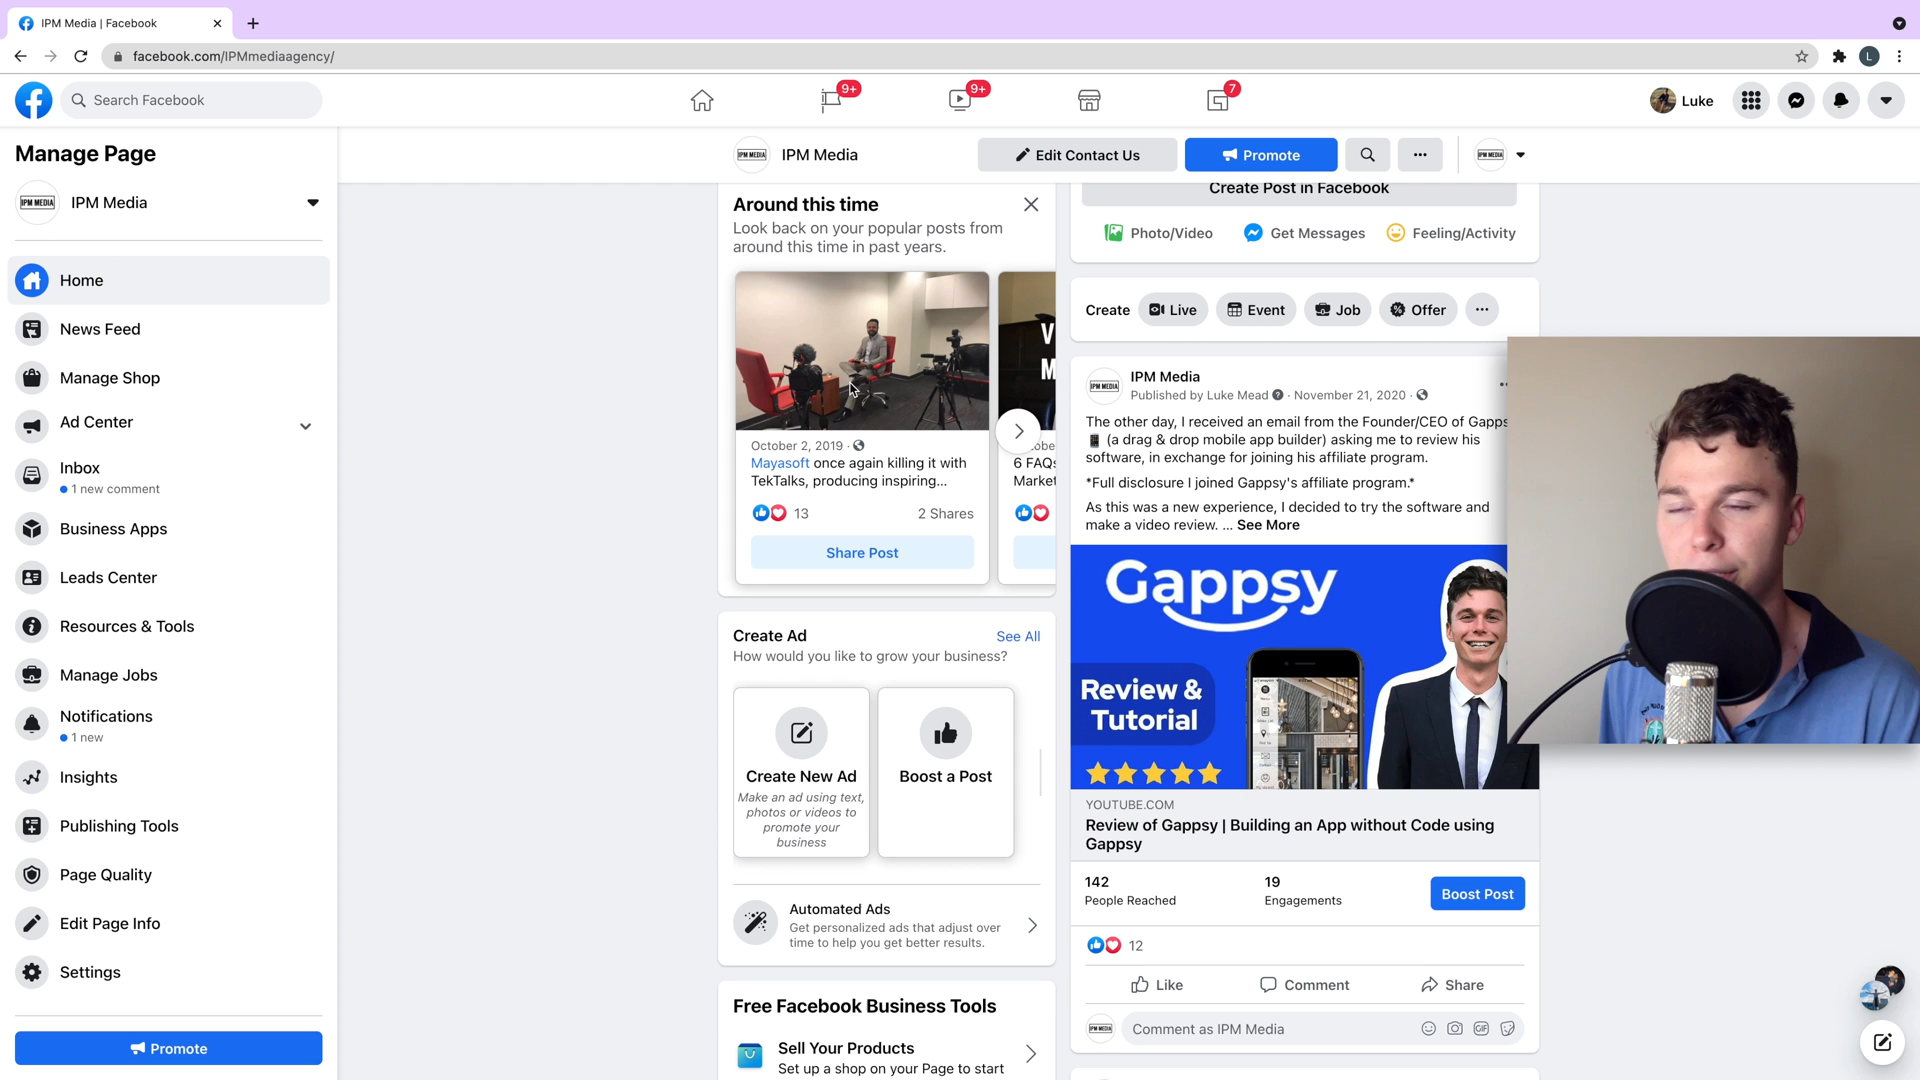 IPM Media | Facebook
facebook.com/IPMmediaagency/
L
Search Facebook
9+
9+
7
Luke
Manage Page
IPM MEDIA
IPM Media
IPM MEDIA
IPM Media
Edit Contact Us
Promote
IPM MEDIA
Home
News Feed
Manage Shop
Ad Center
Inbox
1 new comment
Business Apps
Leads Center
Resources & Tools
Manage Jobs
Notifications
1 new
Insights
Publishing Tools
Page Quality
Edit Page Info
Settings
Promote
Around this time
Look back on your popular posts from
around this time in past years.
V
M
October 2, 2019 ·
Mayasoft once again killing it with
TekTalks, producing inspiring...
13
2 Shares
Share Post
6 FAQs
Market
Create Ad
See All
How would you like to grow your business?
Create New Ad
Make an ad using text,
photos or videos to
promote your
business
Boost a Post
Automated Ads
Get personalized ads that adjust over
time to help you get better results.
Free Facebook Business Tools
Sell Your Products
Set up a shop on your Page to start
Create Post in Facebook
Photo/Video
Get Messages
Feeling/Activity
Create
Live
Event
Job
Offer
IPM MEDIA
IPM Media
Published by Luke Mead · November 21, 2020 ·
The other day, I received an email from the Founder/CEO of Gapps
(a drag & drop mobile app builder) asking me to review his
software, in exchange for joining his affiliate program.
*Full disclosure I joined Gappsy's affiliate program.*
As this was a new experience, I decided to try the software and
make a video review. ... See More
Gappsy
Review &
Tutorial
YOUTUBE.COM
Review of Gappsy | Building an App without Code using
Gappsy
142
People Reached
19
Engagements
Boost Post
12
Like
Comment
Share
IPM MEDIA
Comment as IPM Media
GIF